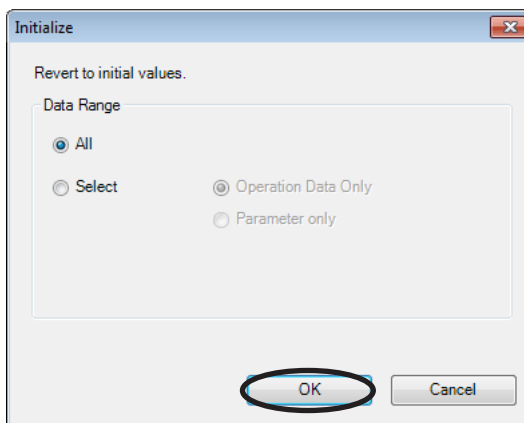 Initialize
Revert to initial values.
Data Range
All
Select
Operation Data Only
Parameter only
OK
Cancel